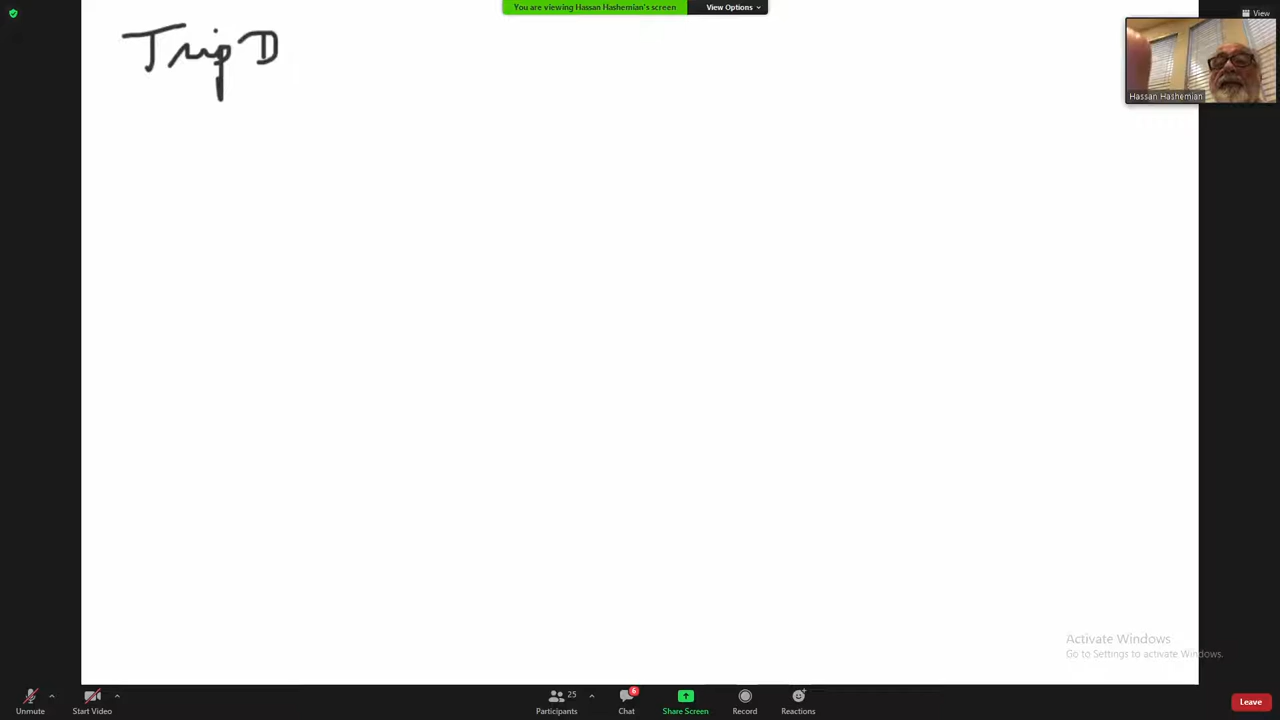 You are viewing Hassan Hashemian's screen View Options
View
Trip D
Hassan Hashemian
Activate Windows
Go to Settings to activate Windows.
Unmute Start Video Participants 25 Chat 6 Share Screen Record Reactions Leave